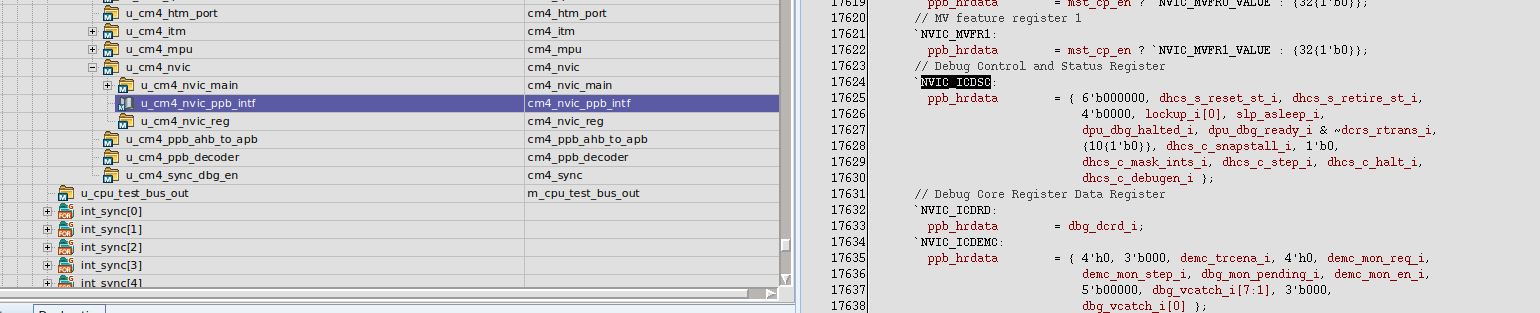 u_cm4_htm_port cm4_htm_port
u_cm4_itm cm4_itm
u_cm4_mpu cm4_mpu
u_cm4_nvic cm4_nvic
u_cm4_nvic_main cm4_nvic_main
u_cm4_nvic_ppb_intf cm4_nvic_ppb_intf
u_cm4_nvic_reg cm4_nvic_reg
u_cm4_ppb_ahb_to_apb cm4_ppb_ahb_to_apb
u_cm4_ppb_decoder cm4_ppb_decoder
u_cm4_sync_dbg_en cm4_sync
u_cpu_test_bus_out m_cpu_test_bus_out
int_sync[0]
int_sync[1]
int_sync[2]
int_sync[3]
int_sync[4]
17619 ppb_hrdata = mst_cp_en ? `NVIC_MVFR0_VALUE : {32{1'b0}};
17620 // MV feature register 1
17621 `NVIC_MVFR1:
17622 ppb_hrdata = mst_cp_en ? `NVIC_MVFR1_VALUE : {32{1'b0}};
17623 // Debug Control and Status Register
17624 `NVIC_ICDSC:
17625 ppb_hrdata = { 6'b000000, dhcs_s_reset_st_i, dhcs_s_retire_st_i,
17626 4'b0000, lockup_i[0], slp_asleep_i,
17627 dpu_dbg_halted_i, dpu_dbg_ready_i & ~dcrs_rtrans_i,
17628 {10{1'b0}}, dhcs_c_snapstall_i, 1'b0,
17629 dhcs_c_mask_ints_i, dhcs_c_step_i, dhcs_c_halt_i,
17630 dhcs_c_debugen_i };
17631 // Debug Core Register Data Register
17632 `NVIC_ICDRD:
17633 ppb_hrdata = dbg_dcrd_i;
17634 `NVIC_ICDEMC:
17635 ppb_hrdata = { 4'h0, 3'b000, demc_trcena_i, 4'h0, demc_mon_req_i,
17636 demc_mon_step_i, dbg_mon_pending_i, demc_mon_en_i,
17637 5'b00000, dbg_vcatch_i[7:1], 3'b000,
17638 dbg_vcatch_i[0] };